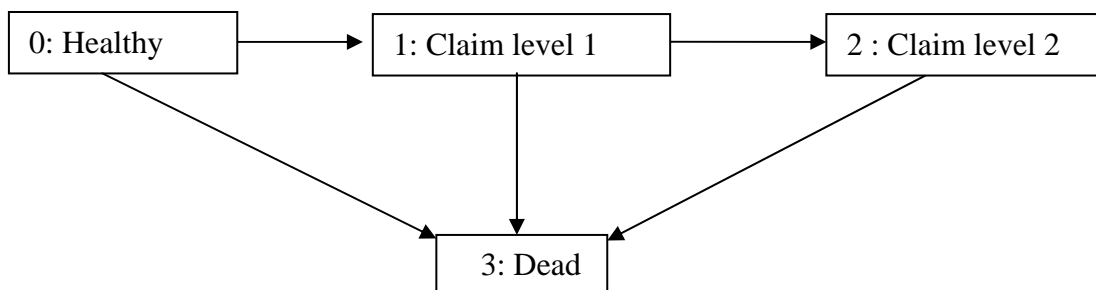 0: Healthy
1: Claim level 1
2 : Claim level 2
3: Dead